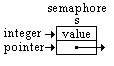 semaphore
s
integer value
pointer